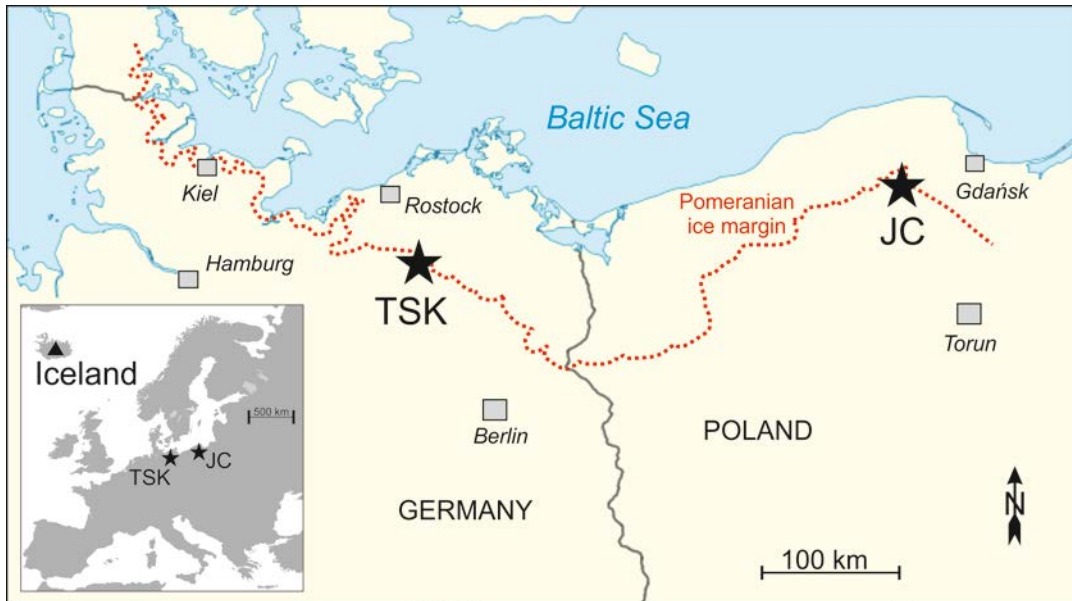 Baltic Sea
Kiel
Rostock
Gdańsk
Pomeranian
ice margin
JC
Hamburg
TSK
Torun
Iceland
500 km
Berlin
POLAND
TSK
JC
GERMANY
N
100 km